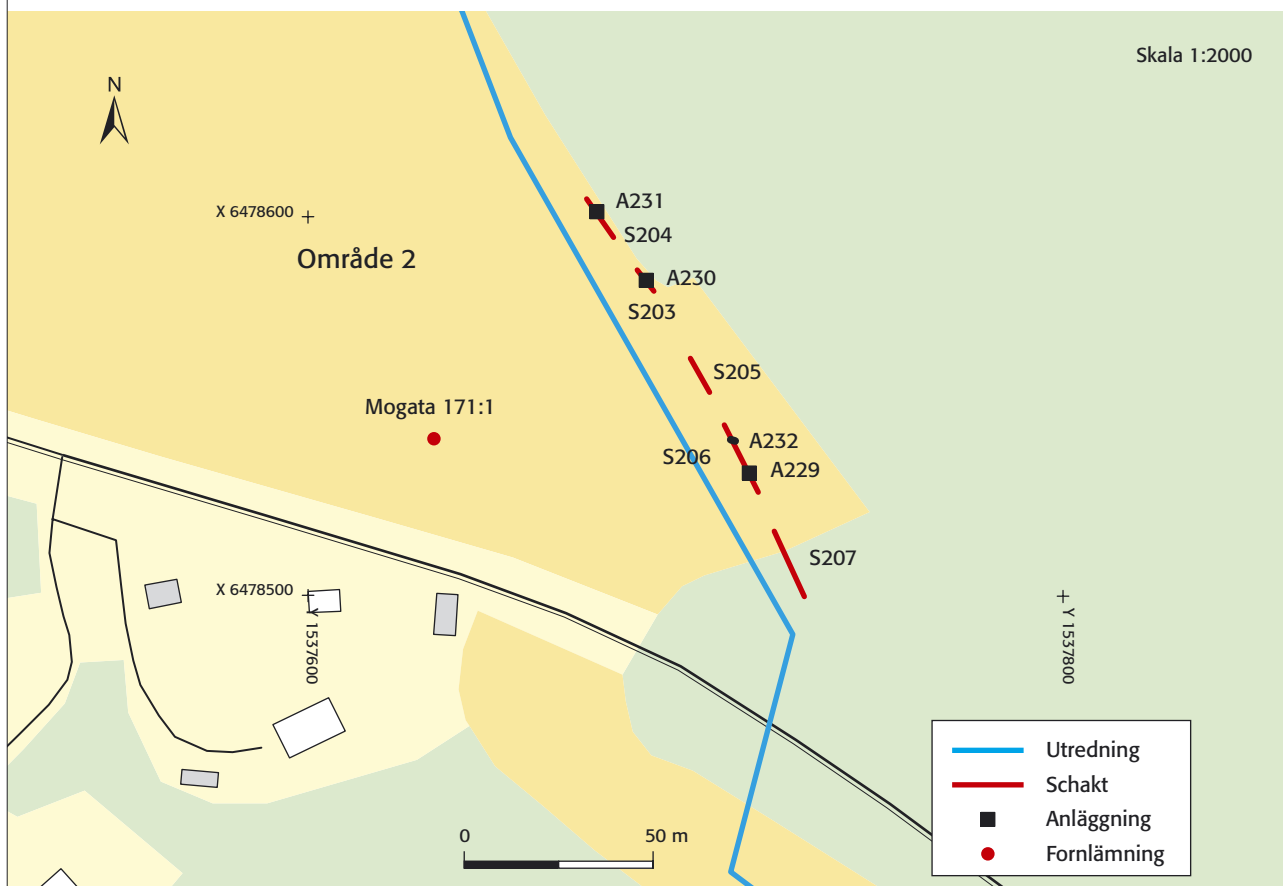 Skala 1:2000
N
A231
X 6478600
S204
Område 2
A230
S203
S205
Mogata 171:1
A232
S206
A229
S207
X 6478500
Y 1537600
Y 1537800
Utredning
Schakt
Anläggning
Fornlämning
0 50 m